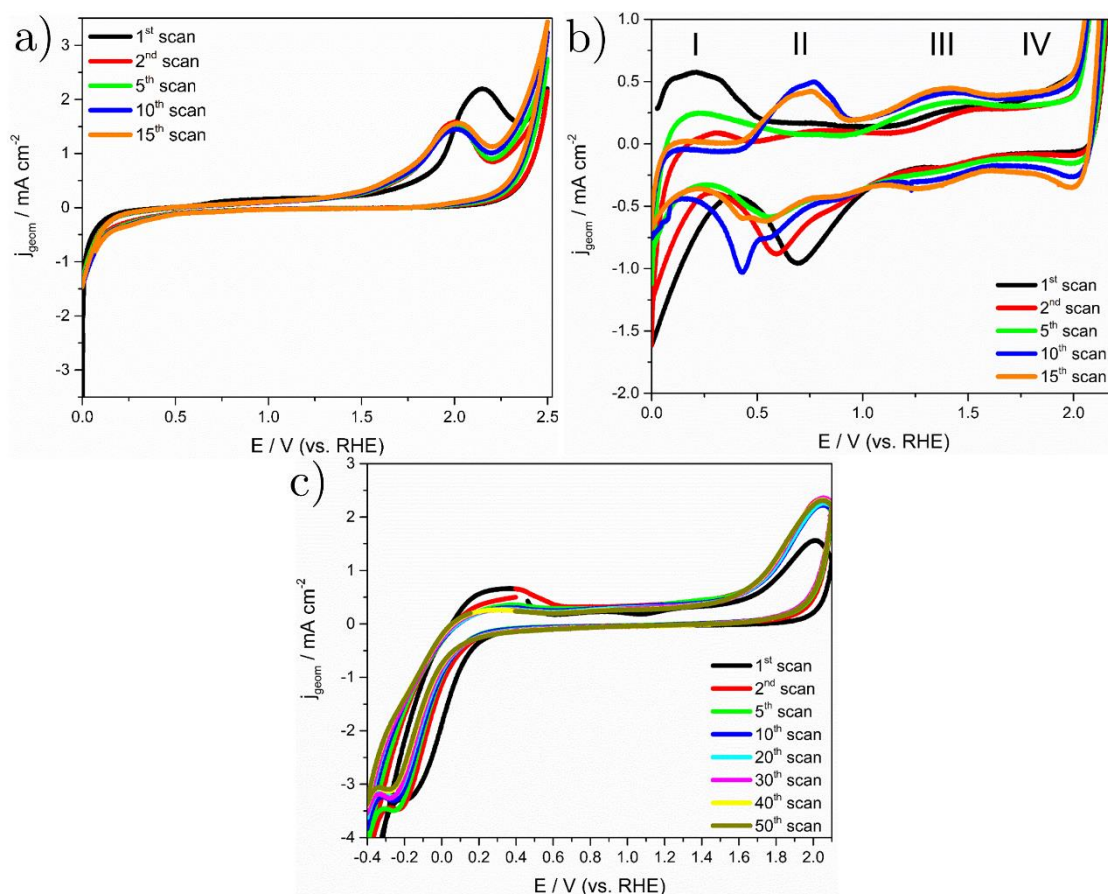 a)
1st scan
2nd scan
5th scan
10th scan
15th scan
3
2
1
0
-1
-2
-3
0.0 0.5 1.0 1.5 2.0 2.5
E / V (vs. RHE)
jgeom / mA cm-2
b)
I II III IV
1.0
0.5
0.0
-0.5
-1.0
-1.5
-2.0
1st scan
2nd scan
5th scan
10th scan
15th scan
0.0 0.5 1.0 1.5 2.0
E / V (vs. RHE)
jgeom / mA cm-2
c)
3
2
1
0
-1
-2
-3
-4
1st scan
2nd scan
5th scan
10th scan
20th scan
30th scan
40th scan
50th scan
-0.4 -0.2 0.0 0.2 0.4 0.6 0.8 1.0 1.2 1.4 1.6 1.8 2.0
E / V (vs. RHE)
jgeom / mA cm-2